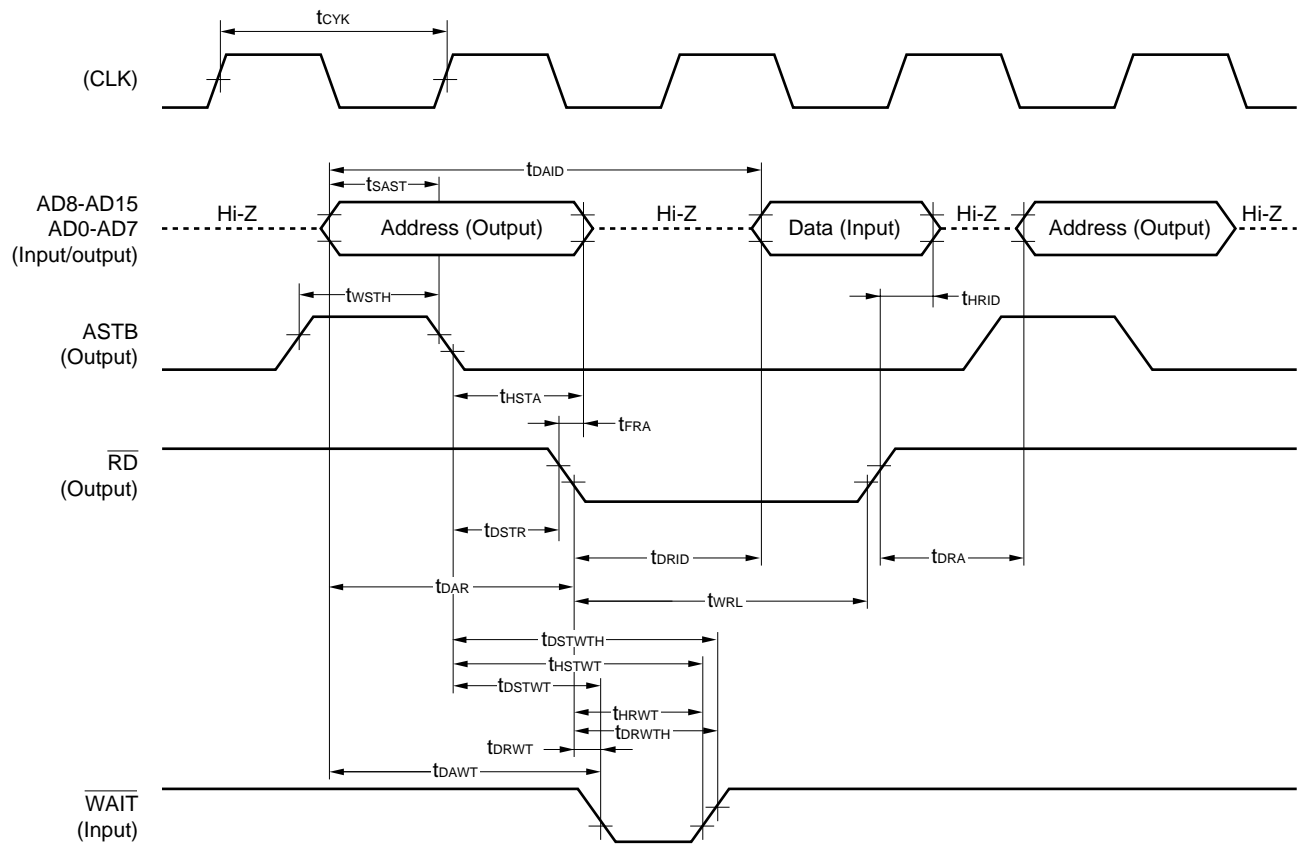 tCYK
(CLK)
tDAID
tSAST
AD8-AD15
AD0-AD7
(Input/output)
Hi-Z
Address (Output)
Hi-Z
Data (Input)
Hi-Z
Address (Output)
Hi-Z
tWSTH
tHRID
ASTB
(Output)
tHSTA
tFRA
RD
(Output)
tDSTR
tDRID
tDRA
tDAR
tWRL
tDSTWTH
tHSTWT
tDSTWT
tHRWT
tDRWTH
tDRWT
tDAWT
WAIT
(Input)